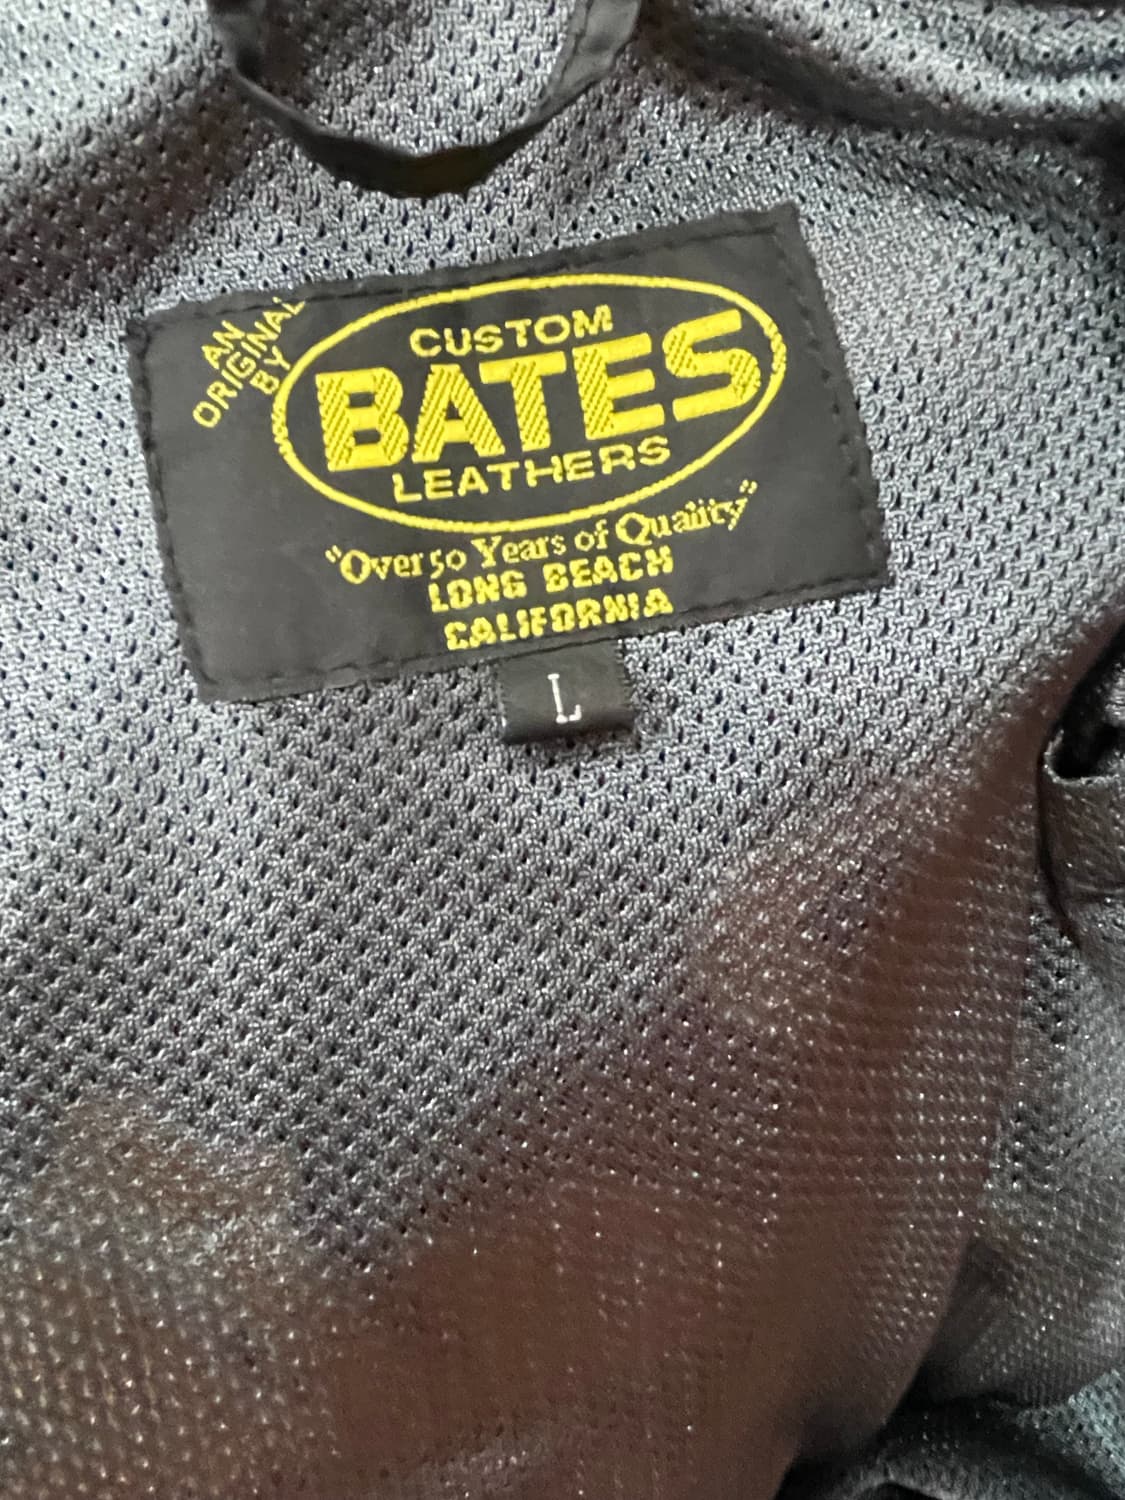 AN
ORIGINAL
BY
CUSTOM
BATES
LEATHERS
"Over 50 Years of Quality"
LONG BEACH
CALIFORNIA
L